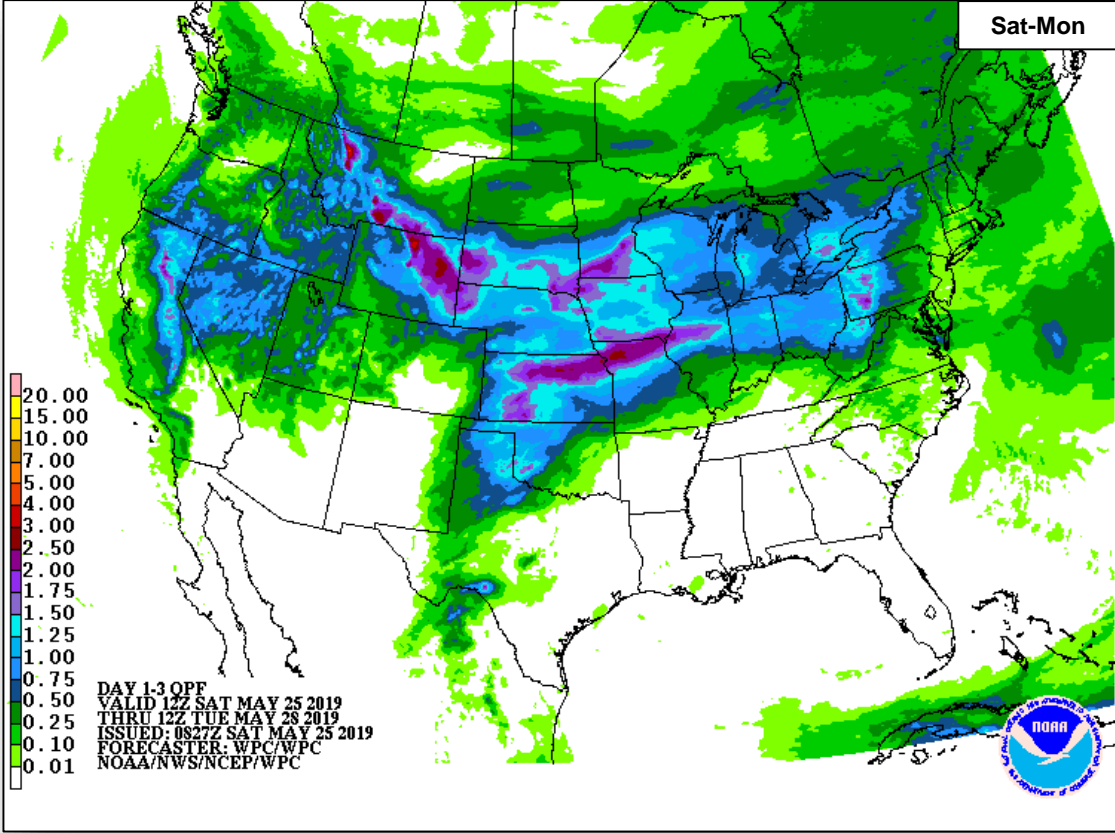 Sat-Mon
20.00
15.00
10.00
7.00
5.00
4.00
3.00
2.50
2.00
1.75
1.50
1.25
1.00
0.75
0.50
0.25
0.10
0.01
DAY 1-3 QPF
VALID 12Z SAT MAY 25 2019
THRU 12Z TUE MAY 28 2019
ISSUED: 0827Z SAT MAY 25 2019
FORECASTER: WPC/WPC
NOAA/NWS/NCEP/WPC
NOAA